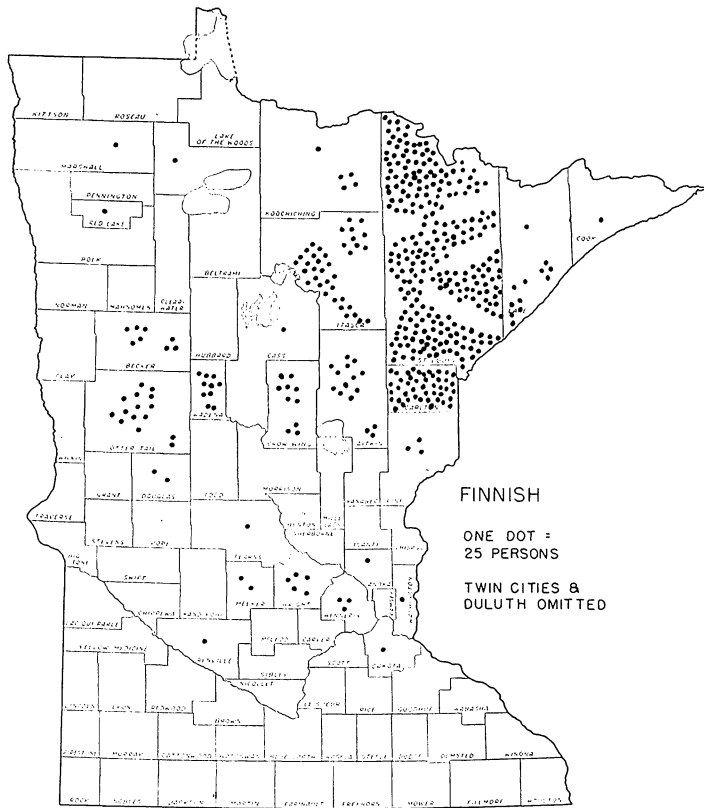 KITTSON
ROSEAU
LAKE
OF THE WOODS
MARSHALL
KOOCHICHING
PENNINGTON
RED LAKE
COOK
POLK
BELTRAMI
NORMAN
MAHNOMEN
CLEAR-
WATER
ITASCA
LAKE
HUBBARD
CASS
ST. LOUIS
CLAY
BECKER
WADENA
CARLTON
OTTER TAIL
CROW WING
AITKIN
WILKIN
GRANT
DOUGLAS
TODD
MORRISON
KANABEC
PINE
FINNISH
TRAVERSE
BENTON
SHERBURNE
ONE DOT =
25 PERSONS
STEVENS
POPE
STEARNS
ISANTI
BIG
STONE
SWIFT
ANOKA
TWIN CITIES &
DULUTH OMITTED
CHIPPEWA
KANDIYOHI
MEEKER
WRIGHT
HENNEPIN
WASHINGTON
LAC QUI PARLE
MCLEOD
CARVER
YELLOW MEDICINE
RENVILLE
SCOTT
DAKOTA
SIBLEY
NICOLLET
LINCOLN
LYON
REDWOOD
LE SUEUR
RICE
GOODHUE
WABASHA
BROWN
PIPESTONE
MURRAY
COTTONWOOD
WATONWAN
BLUE EARTH
WASECA
STEELE
DODGE
OLMSTED
WINONA
ROCK
NOBLES
JACKSON
MARTIN
FARIBAULT
FREEBORN
MOWER
FILLMORE
HOUSTON